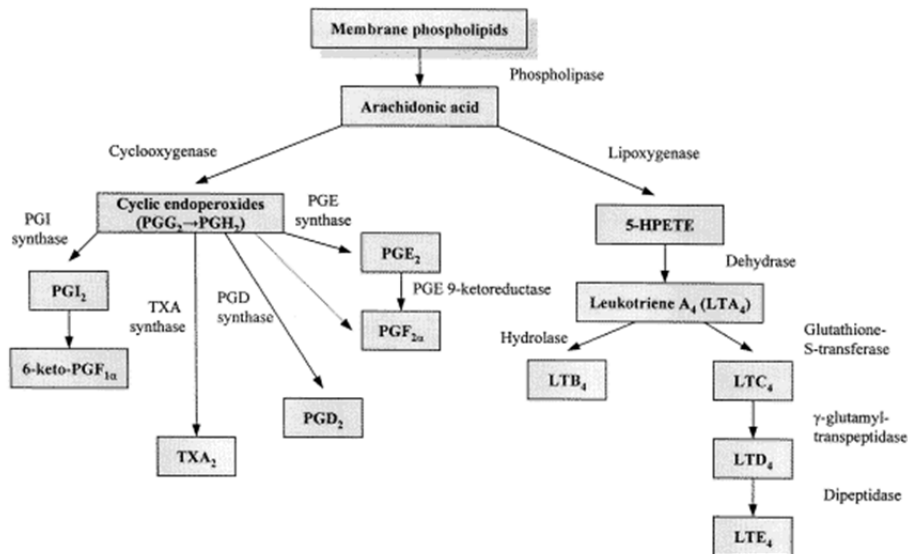 Membrane phospholipids
Phospholipase
Arachidonic acid
Cyclooxygenase
Lipoxygenase
Cyclic endoperoxides
(PGG₂→PGH₂)
PGE
synthase
PGI
synthase
5-HPETE
PGE₂
Dehydrase
PGI₂
TXA
synthase
PGD
synthase
PGE 9-ketoreductase
Leukotriene A₄ (LTA₄)
PGF₂α
Hydrolase
Glutathione-
S-transferase
6-keto-PGF₁α
LTB₄
LTC₄
PGD₂
γ-glutamyl-
transpeptidase
TXA₂
LTD₄
Dipeptidase
LTE₄